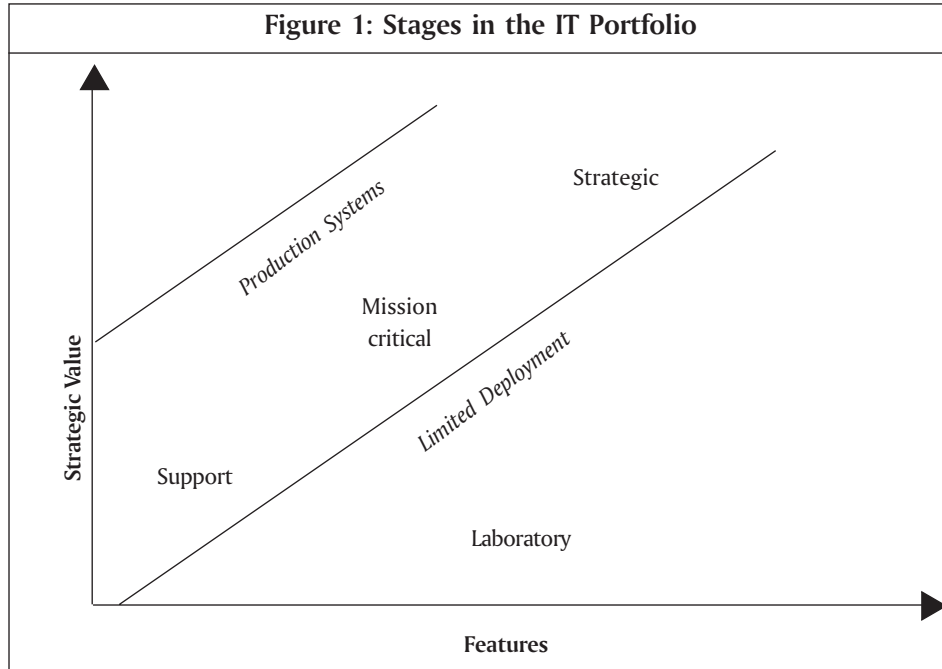 Figure 1: Stages in the IT Portfolio
Strategic
Production Systems
Mission
critical
Limited Deployment
Strategic Value
Support
Laboratory
Features